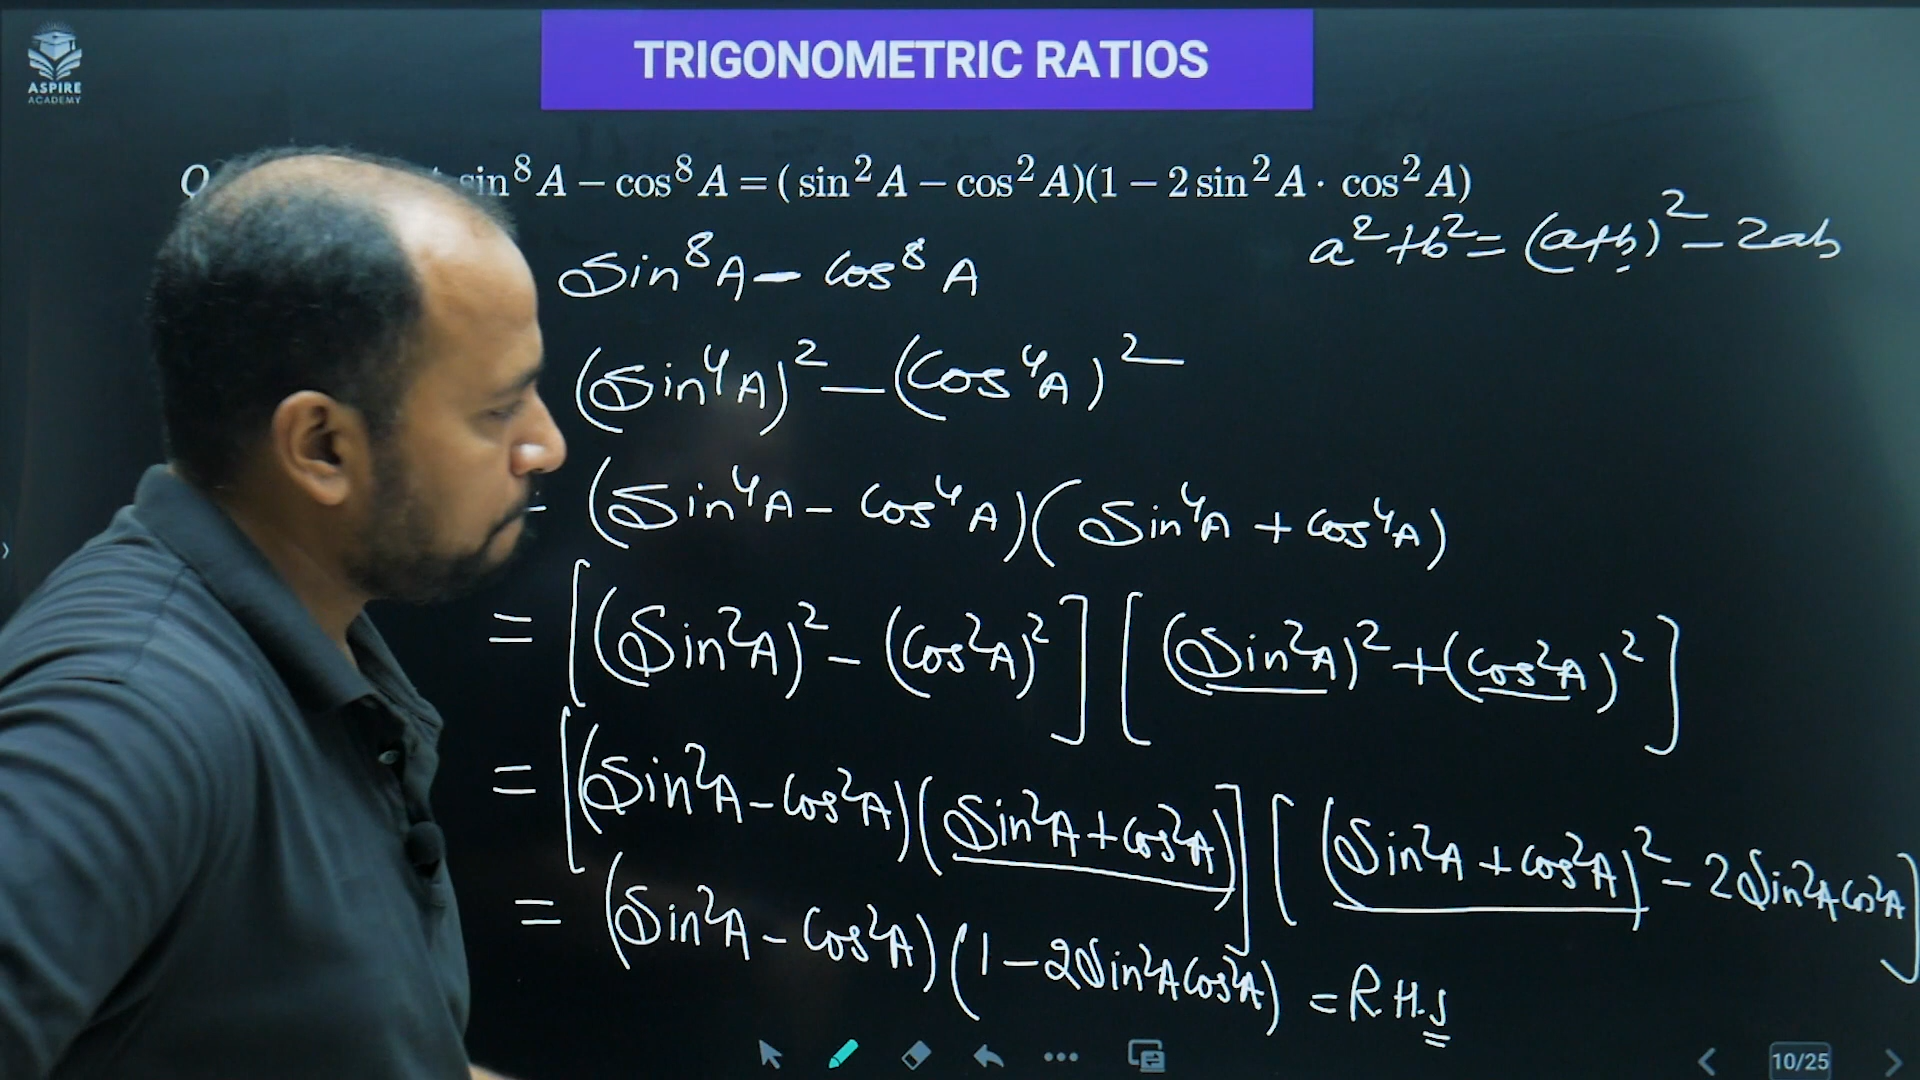 ASPIRE
ACADEMY
TRIGONOMETRIC RATIOS
Q sin⁸A − cos⁸A = (sin²A − cos²A)(1 − 2 sin²A · cos²A)
a²+b² = (a+b)² − 2ab
Sin⁸A − Cos⁸A
(Sin⁴A)² − (Cos⁴A)²
= (Sin⁴A − Cos⁴A)(Sin⁴A + Cos⁴A)
= [(Sin²A)² − (Cos²A)²] [(Sin²A)² + (Cos²A)²]
= [(Sin²A − Cos²A)(Sin²A + Cos²A)] [(Sin²A + Cos²A)² − 2Sin²A Cos²A]
= (Sin²A − Cos²A)(1 − 2Sin²A Cos²A) = R.H.S
10/25